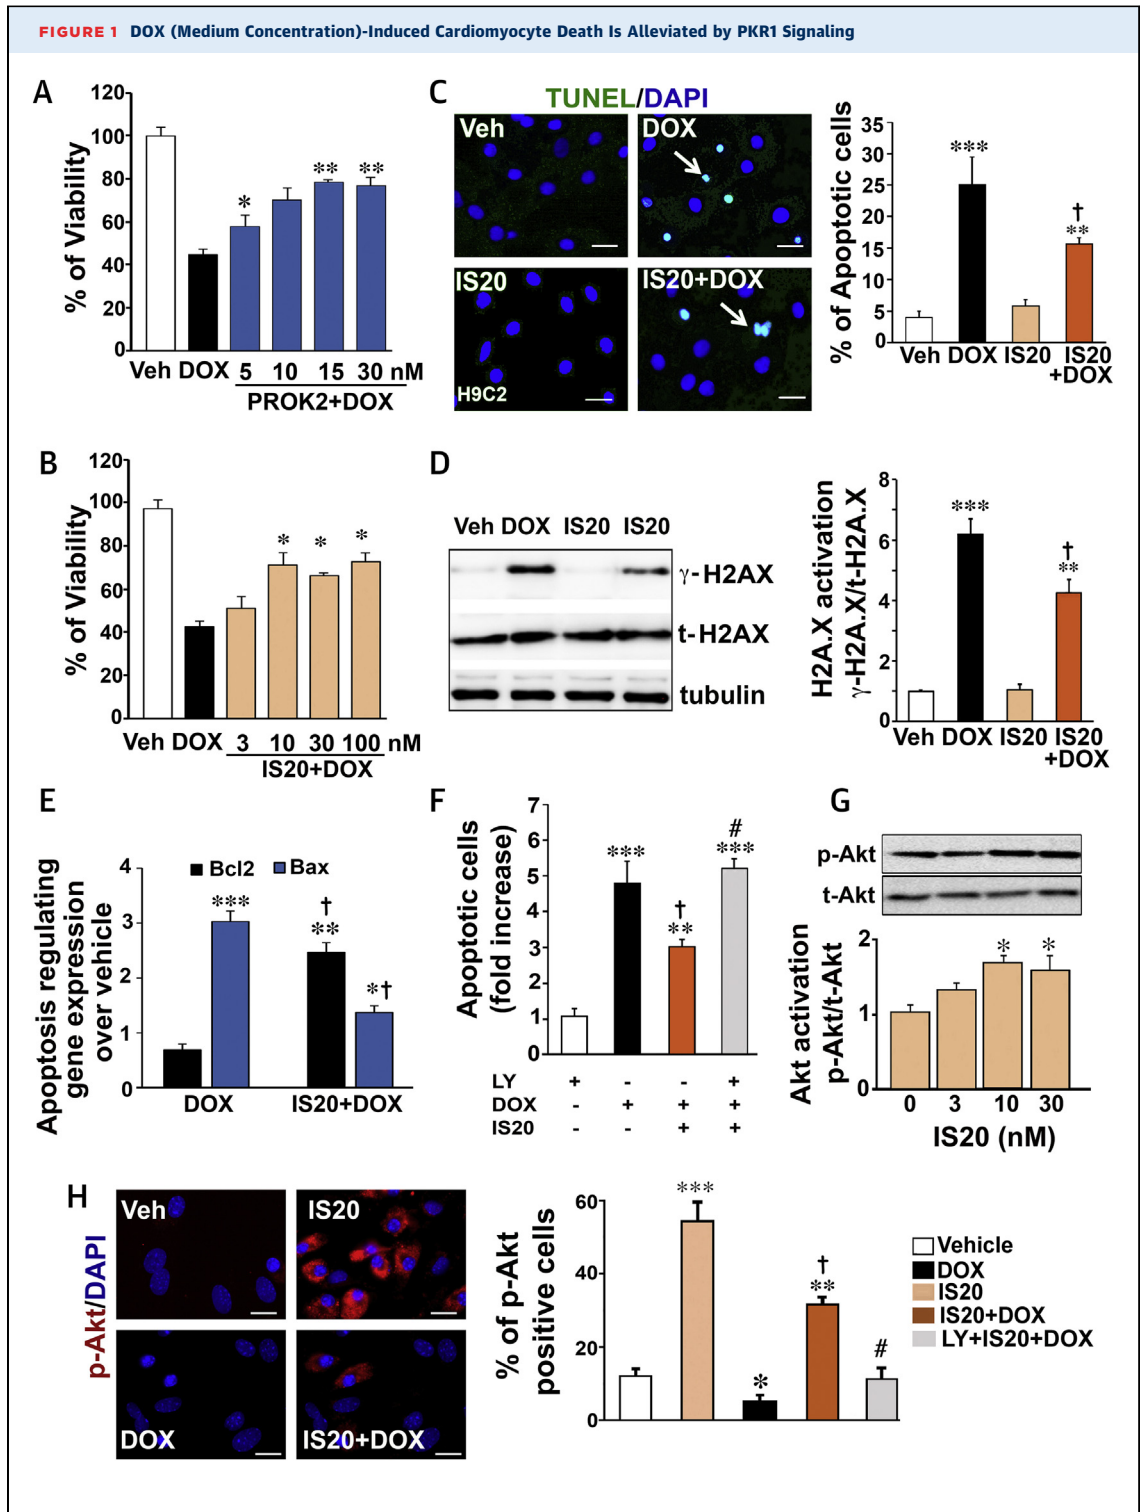 FIGURE 1 DOX (Medium Concentration)-Induced Cardiomyocyte Death Is Alleviated by PKR1 Signaling
A
% of Viability
120
100
80
60
40
20
0
*
**
**
Veh DOX 5 10 15 30 nM
PROK2+DOX
B
% of Viability
120
100
80
60
40
20
0
*
*
*
Veh DOX 3 10 30 100 nM
IS20+DOX
C
TUNEL/DAPI
Veh
DOX
IS20
H9C2
IS20+DOX
% of Apoptotic cells
35
30
25
20
15
10
5
0
***
†
**
Veh DOX IS20 IS20
+DOX
D
Veh DOX IS20 IS20
γ-H2AX
t-H2AX
tubulin
H2A.X activation
γ-H2A.X/t-H2A.X
8
6
4
2
0
***
†
**
Veh DOX IS20 IS20
+DOX
E
Apoptosis regulating
gene expression
over vehicle
4
3
2
1
0
Bcl2 Bax
***
†
**
*†
DOX IS20+DOX
F
Apoptotic cells
(fold increase)
7
6
5
4
3
2
1
0
***
†
**
#
***
LY + - - +
DOX - + + +
IS20 - - + +
G
p-Akt
t-Akt
Akt activation
p-Akt/t-Akt
2
1
0
*
*
0 3 10 30
IS20 (nM)
H
p-Akt/DAPI
Veh
IS20
DOX
IS20+DOX
% of p-Akt
positive cells
60
40
20
0
***
*
†
**
#
Vehicle
DOX
IS20
IS20+DOX
LY+IS20+DOX